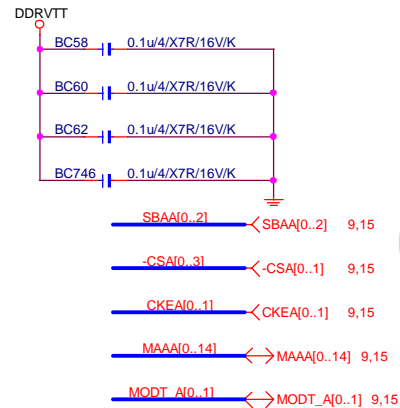 DDRVTT
BC58 0.1u/4/X7R/16V/K
BC60 0.1u/4/X7R/16V/K
BC62 0.1u/4/X7R/16V/K
BC746 0.1u/4/X7R/16V/K
SBAA[0..2] SBAA[0..2] 9,15
-CSA[0..3] -CSA[0..1] 9,15
CKEA[0..1] CKEA[0..1] 9,15
MAAA[0..14] MAAA[0..14] 9,15
MODT_A[0..1] MODT_A[0..1] 9,15